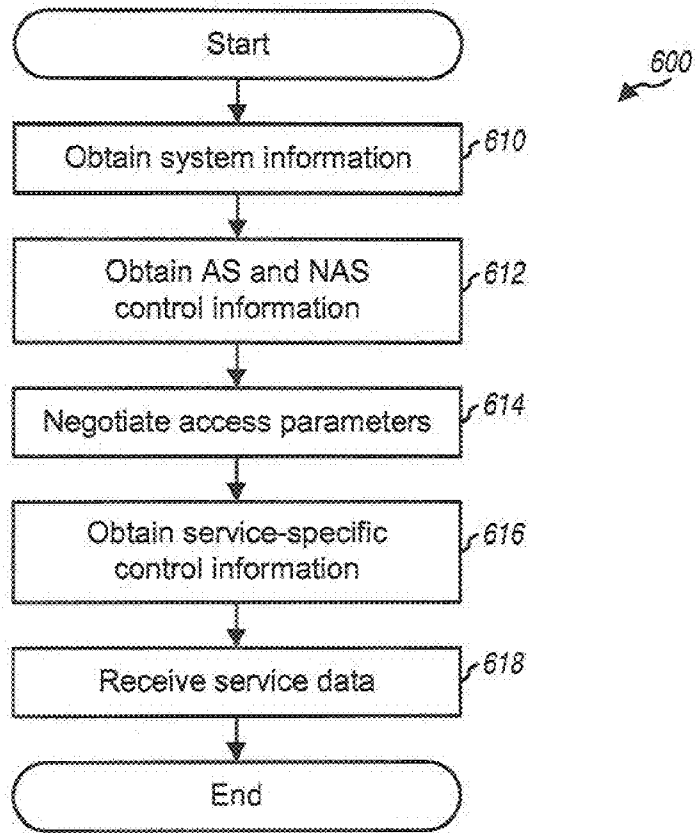 Start
600
Obtain system information
610
Obtain AS and NAS
control information
612
Negotiate access parameters
614
Obtain service-specific
control information
616
Receive service data
618
End